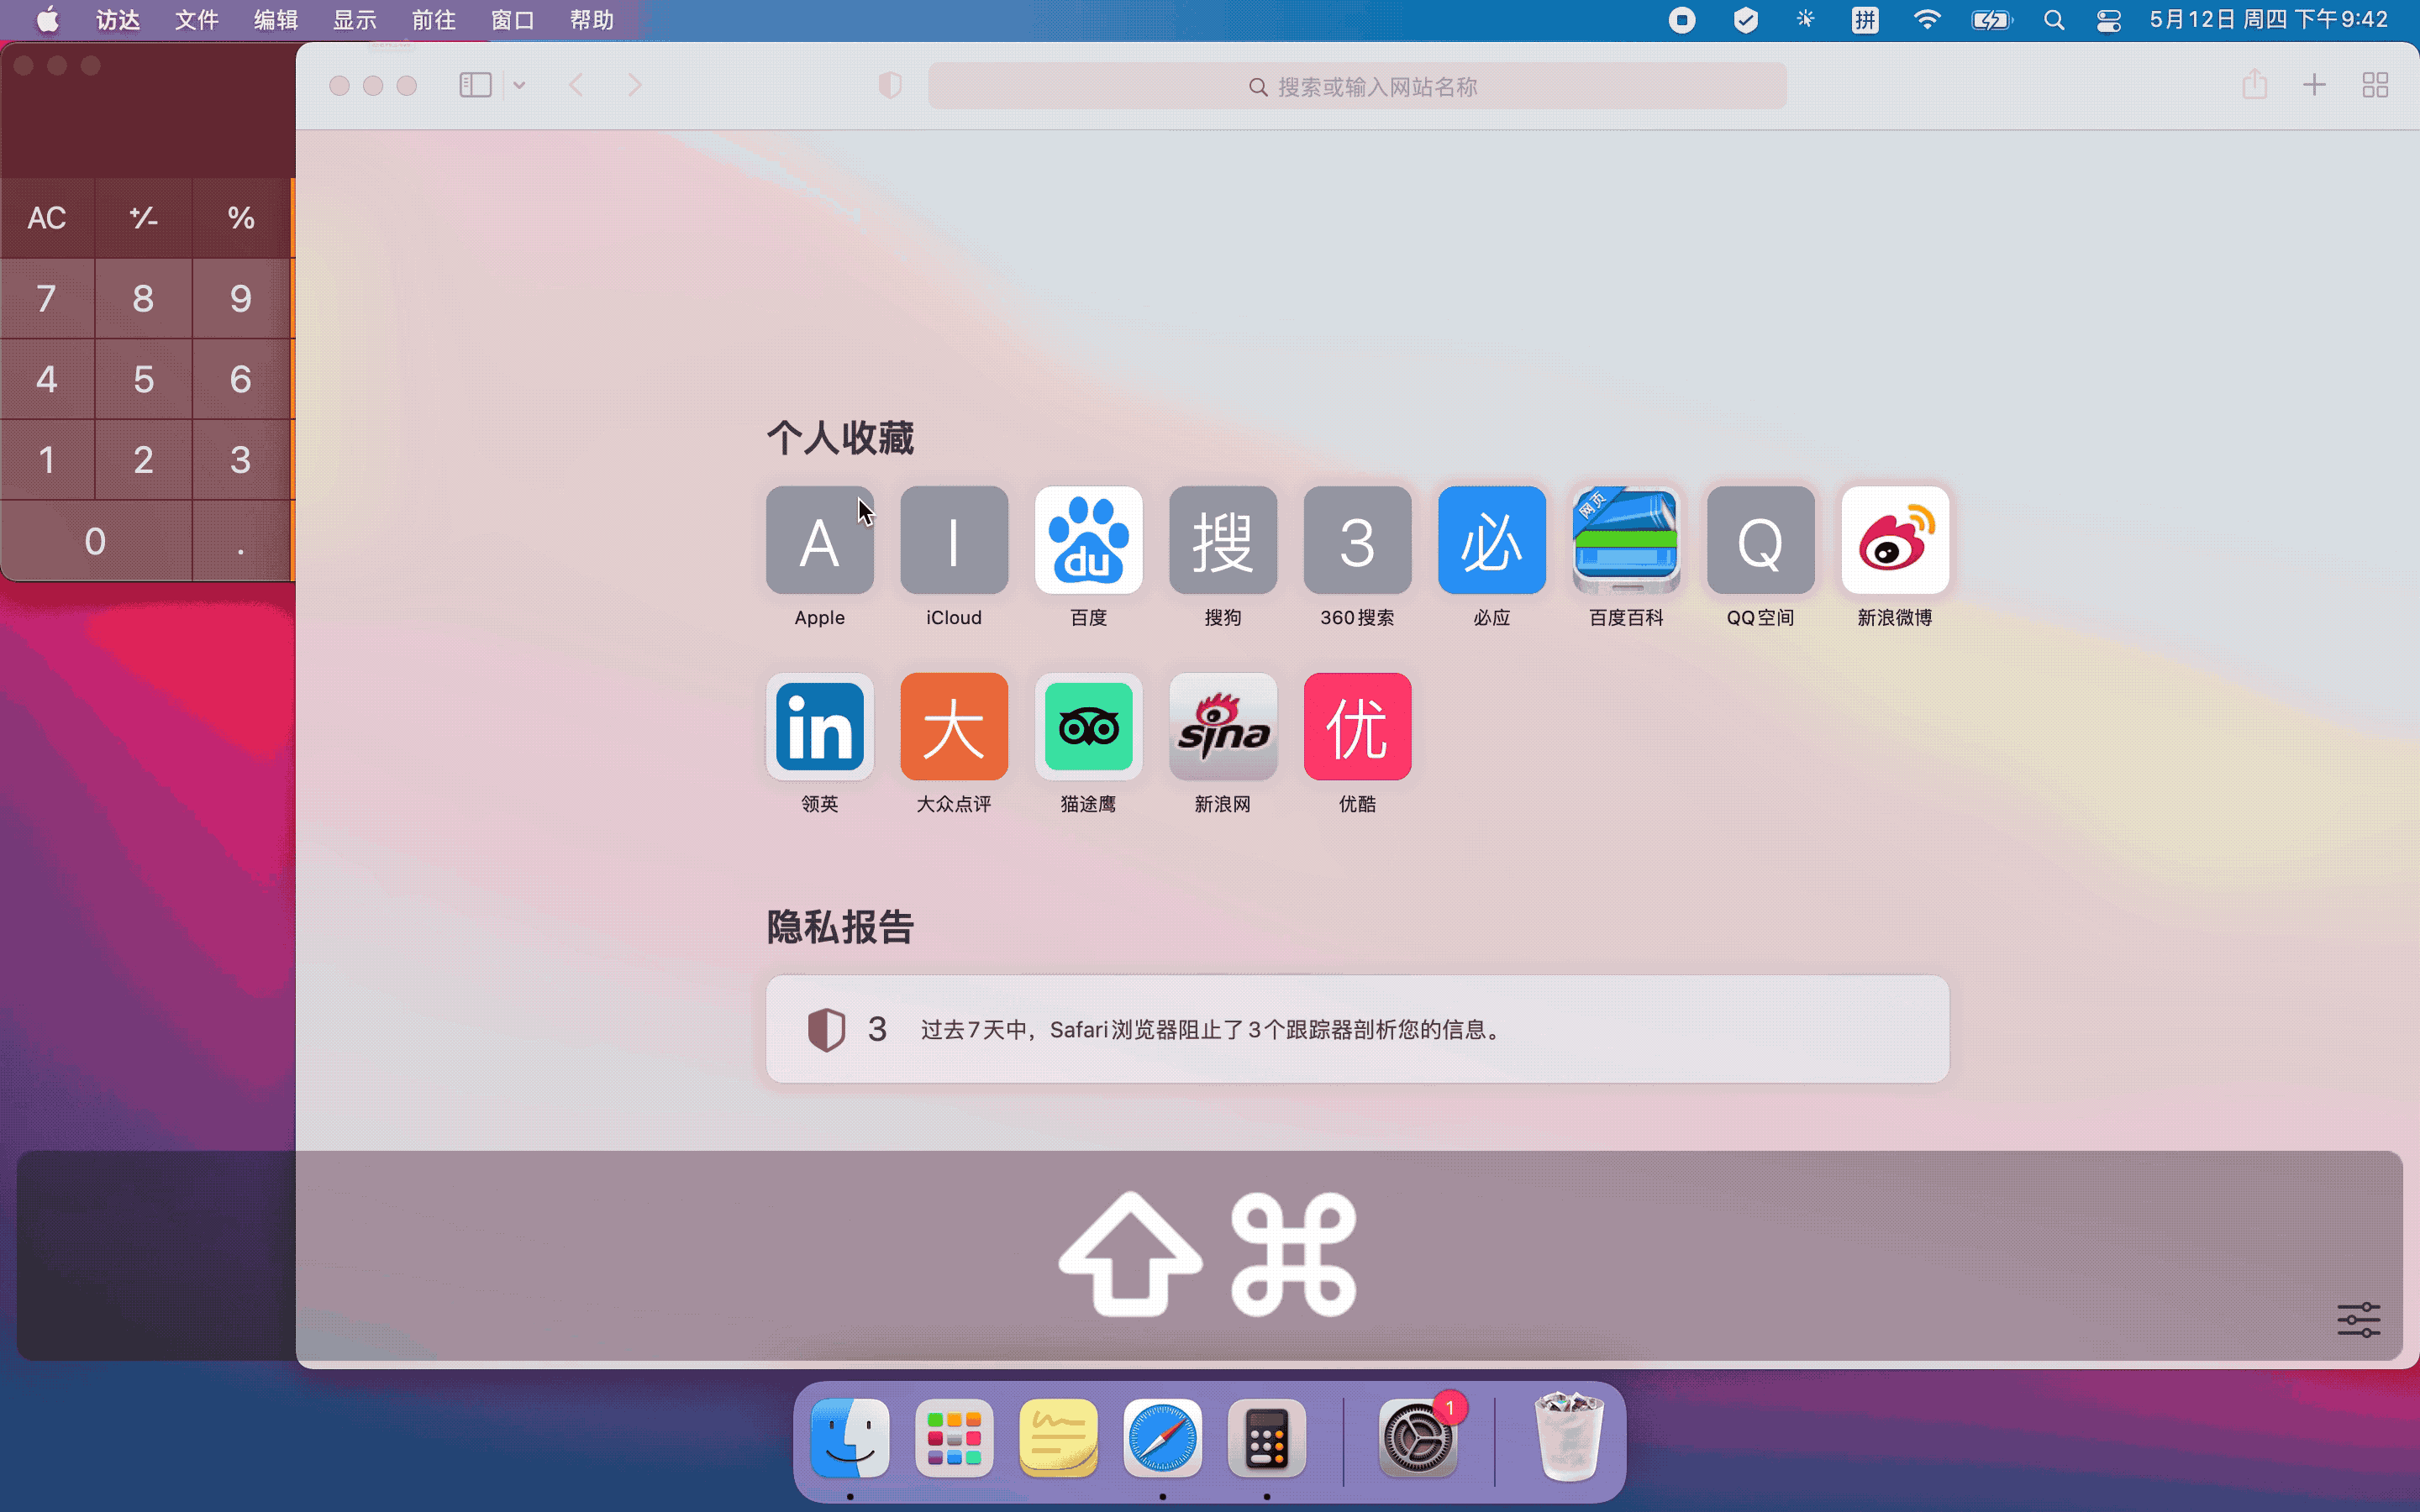 访达 文件 编辑 显示 前往 窗口 帮助 拼 5月12日 周四 下午9:42
搜索或输入网站名称
AC +∕- %
7 8 9
4 5 6
1 2 3
0 .
个人收藏
A I du 搜 3 必 网页 Q
Apple iCloud 百度 搜狗 360搜索 必应 百度百科 QQ空间 新浪微博
in 大 sina 优
领英 大众点评 猫途鹰 新浪网 优酷
隐私报告
3 过去7天中，Safari浏览器阻止了3个跟踪器剖析您的信息。
⇧⌘
1